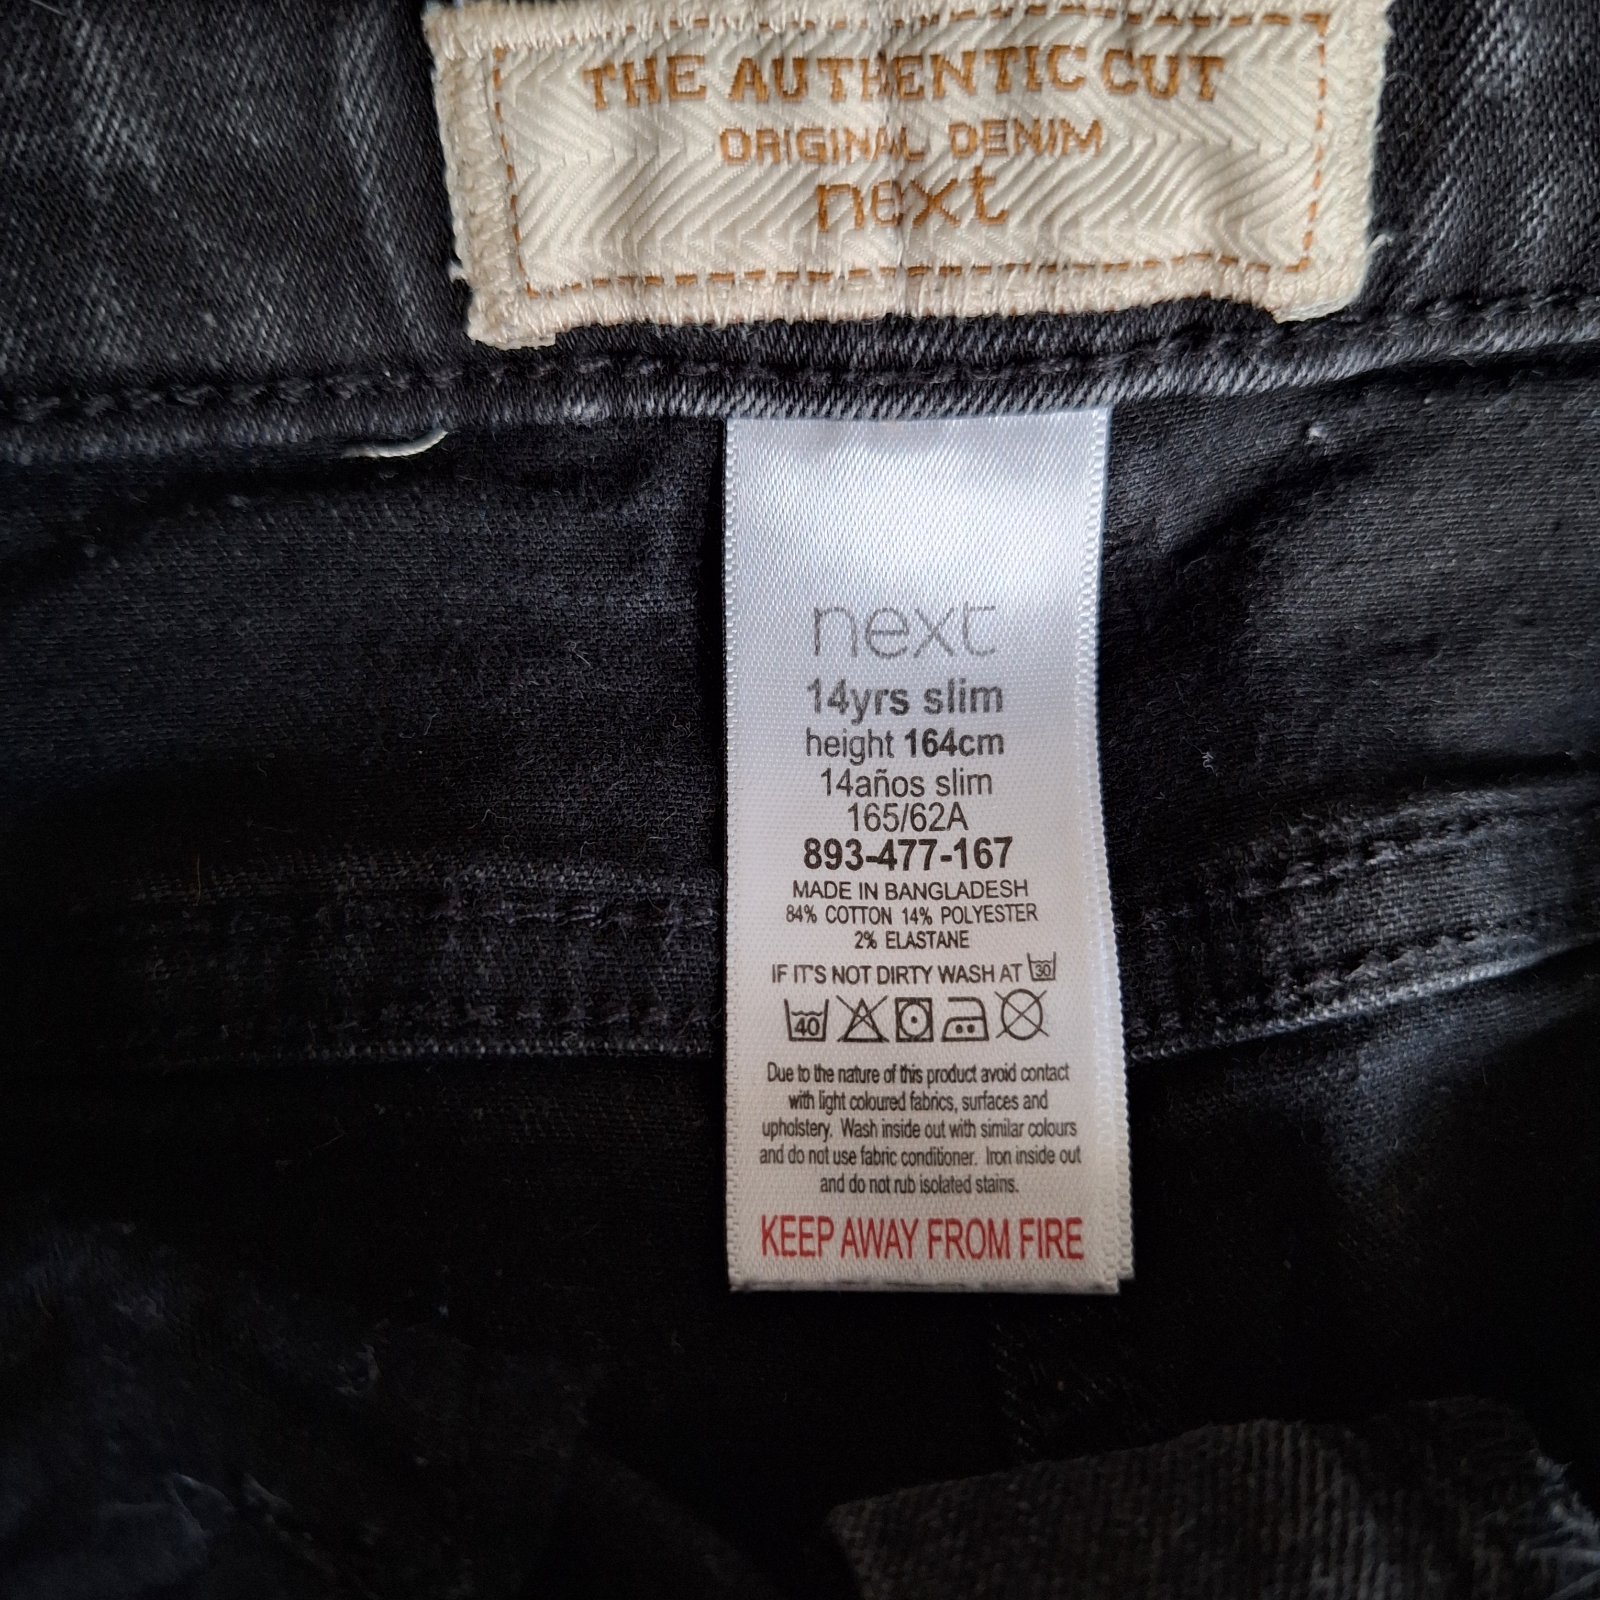 THE AUTHENTIC CUT
ORIGINAL DENIM
next
next
14yrs slim
height 164cm
14años slim
165/62A
893-477-167
MADE IN BANGLADESH
84% COTTON 14% POLYESTER
2% ELASTANE
IF IT'S NOT DIRTY WASH AT 30
40
Due to the nature of this product avoid contact
with light coloured fabrics, surfaces and
upholstery. Wash inside out with similar colours
and do not use fabric conditioner. Iron inside out
and do not rub isolated stains.
KEEP AWAY FROM FIRE